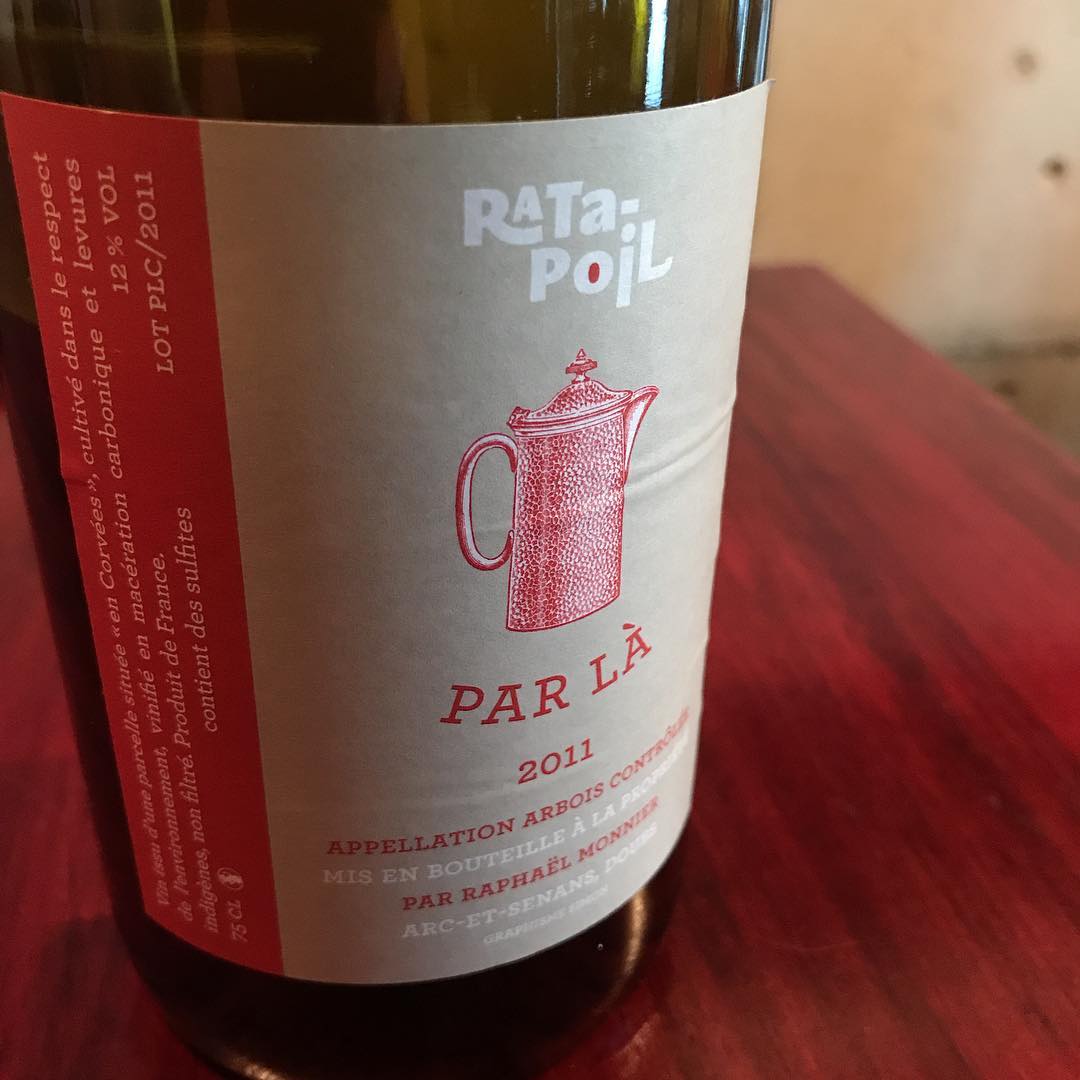 RATA-
POIL
PAR LÀ
2011
APPELLATION ARBOIS CONTRÔLÉE
MIS EN BOUTEILLE À LA PROPRIÉTÉ
PAR RAPHAËL MONNIER
ARC-ET-SENANS, DOUBS
GRAPHISME SIMON
Vin issu d'une parcelle située «en Corvées», cultivé dans le respect
de l'environnement, vinifié en macération carbonique et levures
indigènes, non filtré. Produit de France.
12 % VOL
75 CL
contient des sulfites
LOT PLC/2011